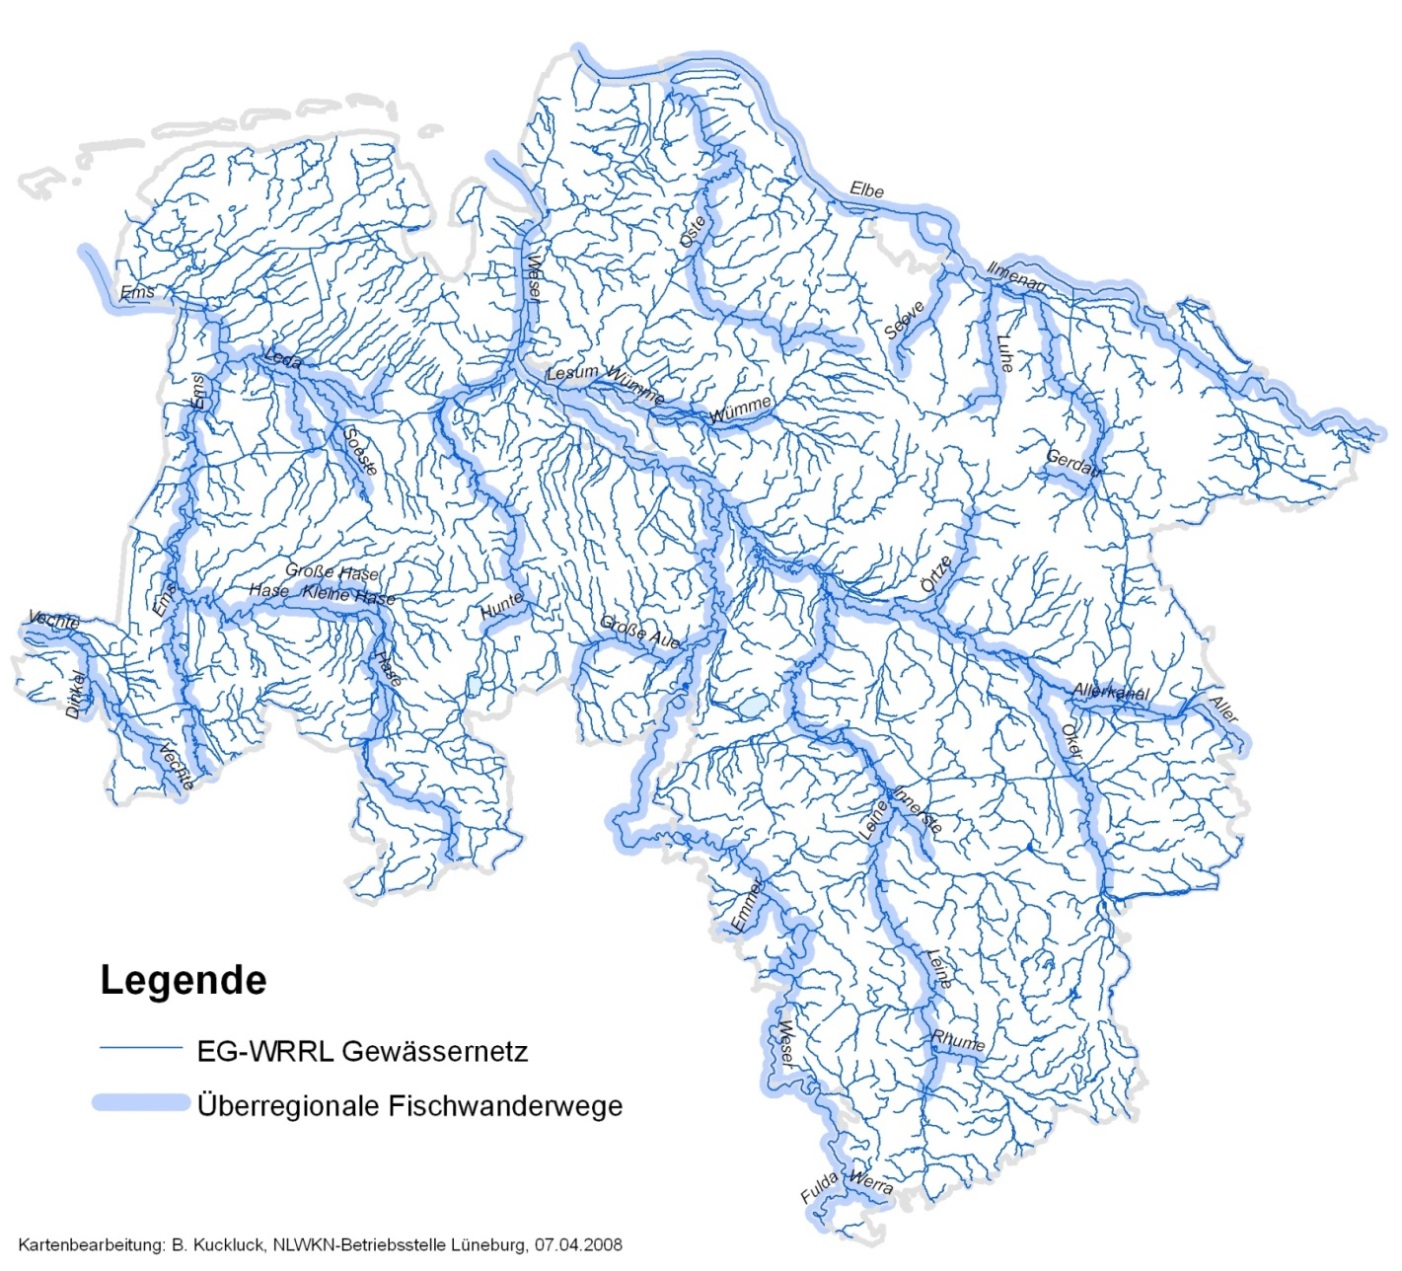 Elbe
Oste
Ilmenau
Weser
Ems
Seeve
Luhe
Leda
Lesum
Wümme
Wümme
Ems
Soeste
Gerdau
Große Hase
Hase
Kleine Hase
Örtze
Ems
Hunte
Vechte
Große Aue
Hase
Dinkel
Allerkanal
Aller
Oker
Vechte
Innerste
Leine
Emmer
Leine
Weser
Rhume
Fulda
Werra
Legende
EG-WRRL Gewässernetz
Überregionale Fischwanderwege
Kartenbearbeitung: B. Kuckluck, NLWKN-Betriebsstelle Lüneburg, 07.04.2008